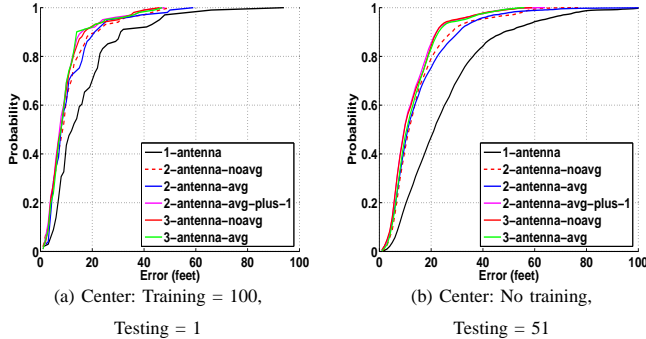 1
0.8
0.6
0.4
0.2
0
20
40
60
80
100
Probability
Error (feet)
1−antenna
2−antenna−noavg
2−antenna−avg
2−antenna−avg−plus−1
3−antenna−noavg
3−antenna−avg
(a) Center: Training = 100,
Testing = 1
1
0.8
0.6
0.4
0.2
0
20
40
60
80
100
Probability
Error (feet)
1−antenna
2−antenna−noavg
2−antenna−avg
2−antenna−avg−plus−1
3−antenna−noavg
3−antenna−avg
(b) Center: No training,
Testing = 51